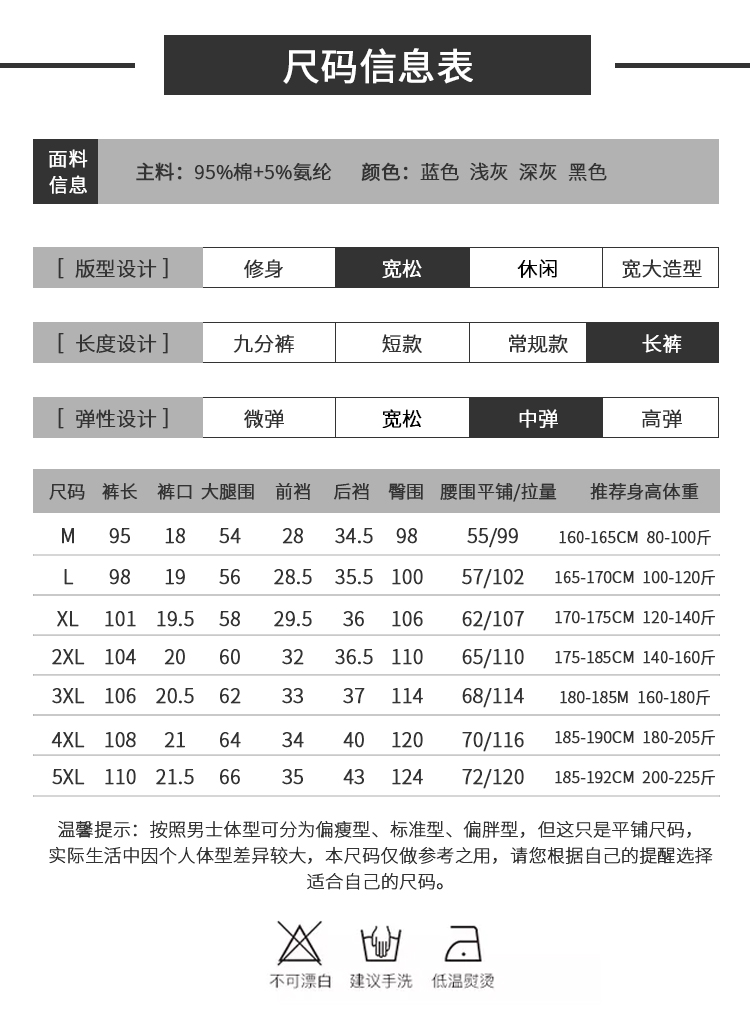 尺码信息表
面料
信息
主料：95%棉+5%氨纶 颜色：蓝色 浅灰 深灰 黑色
[ 版型设计 ] 修身 宽松 休闲 宽大造型
[ 长度设计 ] 九分裤 短款 常规款 长裤
[ 弹性设计 ] 微弹 宽松 中弹 高弹
尺码 裤长 裤口 大腿围 前裆 后裆 臀围 腰围平铺/拉量 推荐身高体重
M 95 18 54 28 34.5 98 55/99 160-165CM 80-100斤
L 98 19 56 28.5 35.5 100 57/102 165-170CM 100-120斤
XL 101 19.5 58 29.5 36 106 62/107 170-175CM 120-140斤
2XL 104 20 60 32 36.5 110 65/110 175-185CM 140-160斤
3XL 106 20.5 62 33 37 114 68/114 180-185M 160-180斤
4XL 108 21 64 34 40 120 70/116 185-190CM 180-205斤
5XL 110 21.5 66 35 43 124 72/120 185-192CM 200-225斤
温馨提示：按照男士体型可分为偏瘦型、标准型、偏胖型，但这只是平铺尺码，
实际生活中因个人体型差异较大，本尺码仅做参考之用，请您根据自己的提醒选择
适合自己的尺码。
不可漂白 建议手洗 低温熨烫